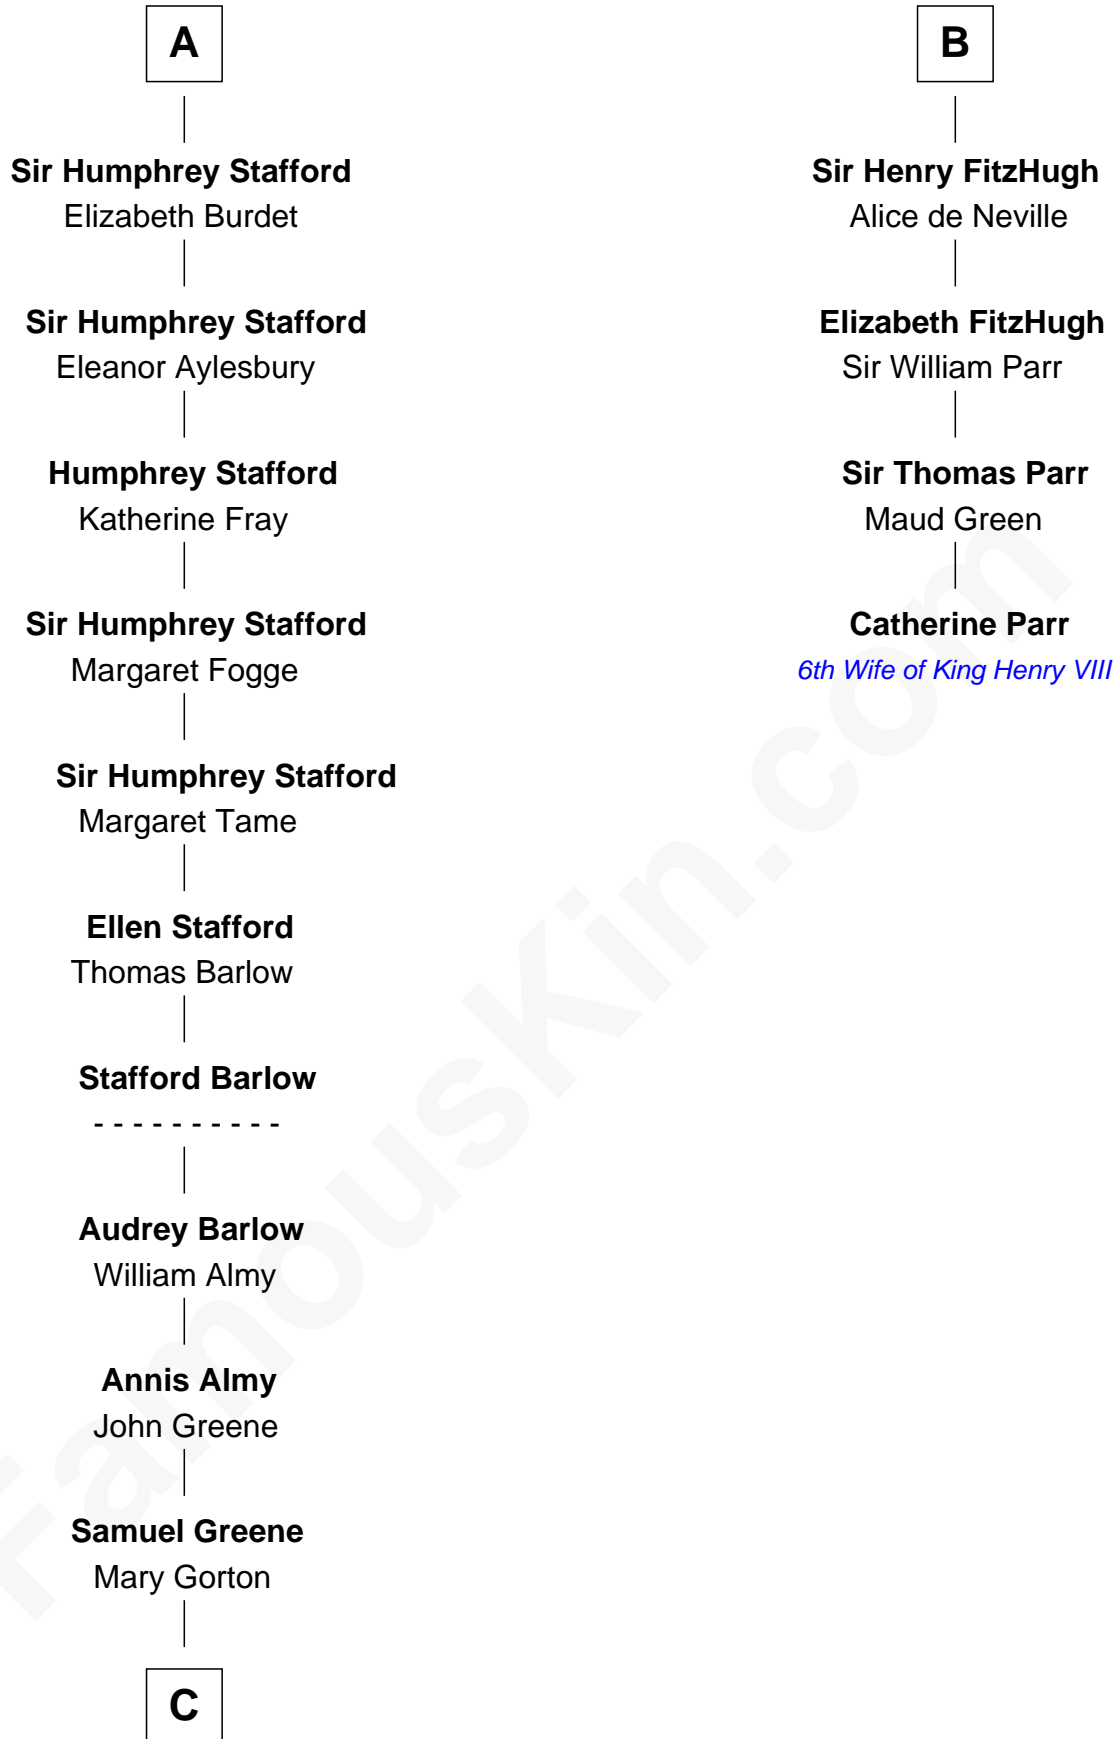 A
Sir Humphrey Stafford
Elizabeth Burdet
Sir Humphrey Stafford
Eleanor Aylesbury
Humphrey Stafford
Katherine Fray
Sir Humphrey Stafford
Margaret Fogge
Sir Humphrey Stafford
Margaret Tame
Ellen Stafford
Thomas Barlow
Stafford Barlow
- - - - - - - - - -
Audrey Barlow
William Almy
Annis Almy
John Greene
Samuel Greene
Mary Gorton
C
B
Sir Henry FitzHugh
Alice de Neville
Elizabeth FitzHugh
Sir William Parr
Sir Thomas Parr
Maud Green
Catherine Parr
6th Wife of King Henry VIII
FamousKin.com